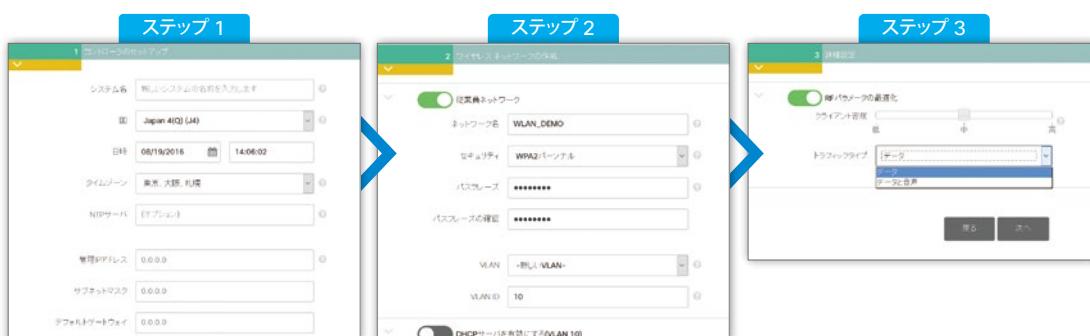 ステップ 1
1 コントローラのセットアップ
システム名 新しいシステムの名前を入力します
国 Japan 4(Q) (J4)
日時 08/19/2016 14:06:02
タイムゾーン 東京, 大阪, 札幌
NTPサーバ (オプション)
管理IPアドレス 0.0.0.0
サブネットマスク 0.0.0.0
デフォルトゲートウェイ 0.0.0.0
ステップ 2
2 ワイヤレス ネットワークの作成
従業員ネットワーク
ネットワーク名 WLAN_DEMO
セキュリティ WPA2パーソナル
パスフレーズ ••••••••
パスフレーズの確認 ••••••••
VLAN -新しいVLAN-
VLAN ID 10
DHCPサーバを有効にする(VLAN 10)
ステップ 3
3 詳細設定
RFパラメータの最適化
クライアント密度
低 中 高
トラフィックタイプ データ
データ
データと音声
戻る 次へ